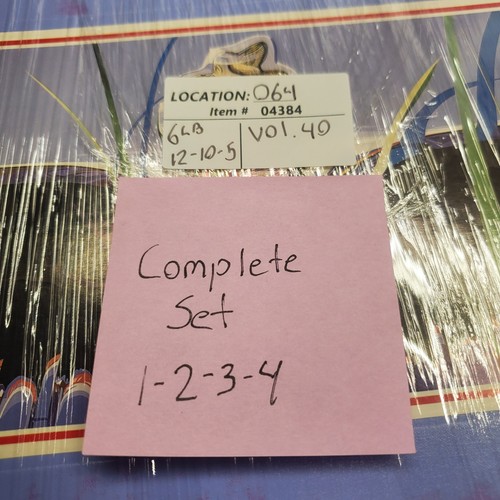 LOCATION: 064
Item # 04384
6LB
12-10-5
VOl. 40
Complete
Set
1-2-3-4